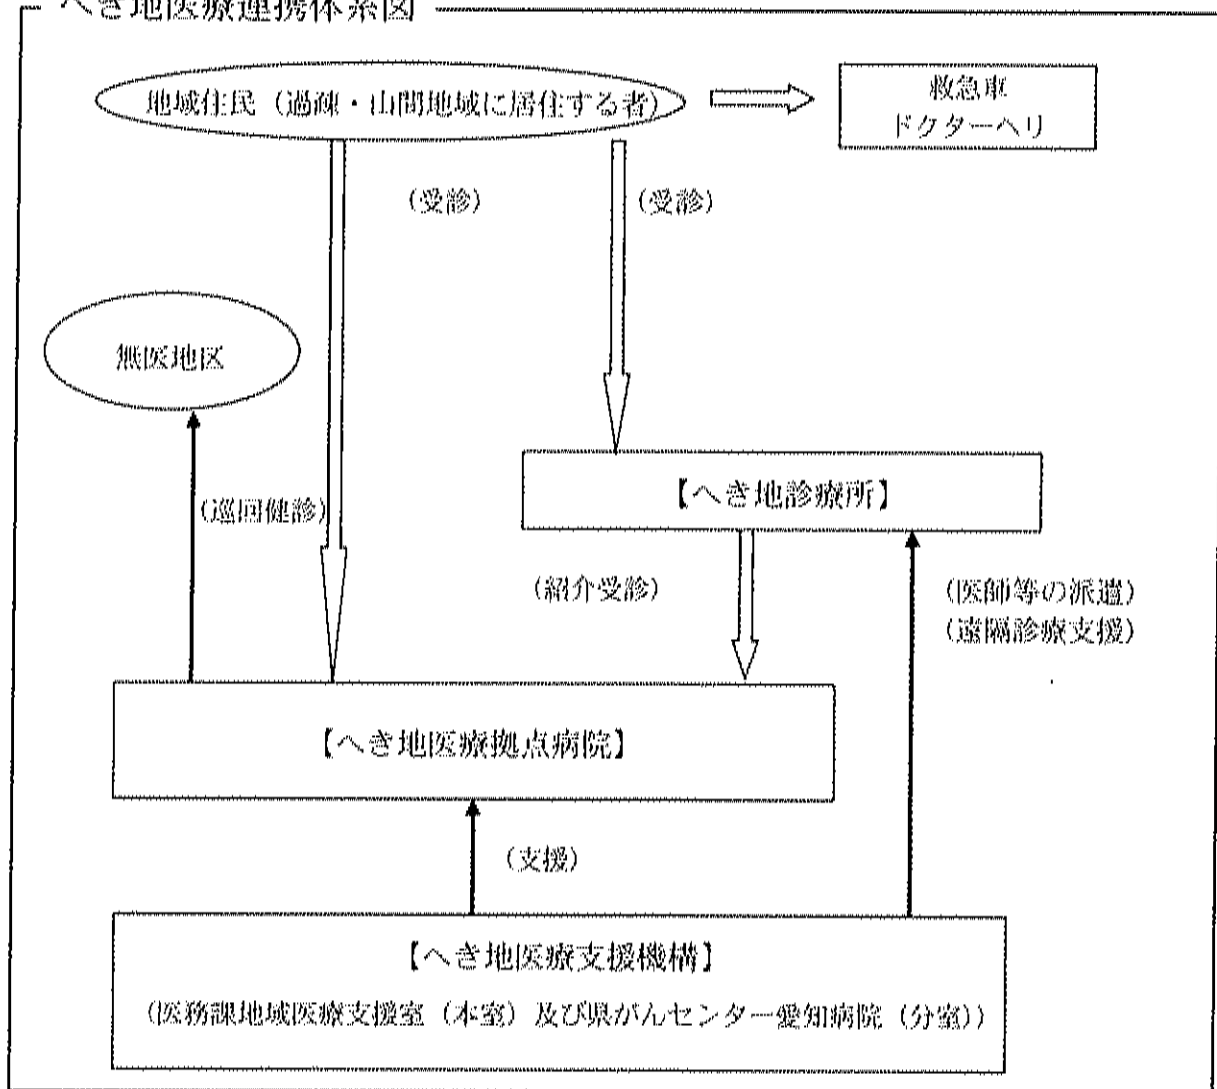 へき地医療連携体系図
地域住民（過疎・山間地域に居住する者）
救急車
ドクターヘリ
（受診）
（受診）
無医地区
【へき地診療所】
（巡回健診）
（紹介受診）
（医師等の派遣）
（遠隔診療支援）
【へき地医療拠点病院】
（支援）
【へき地医療支援機構】
（医務課地域医療支援室（本室）及び県がんセンター愛知病院（分室））